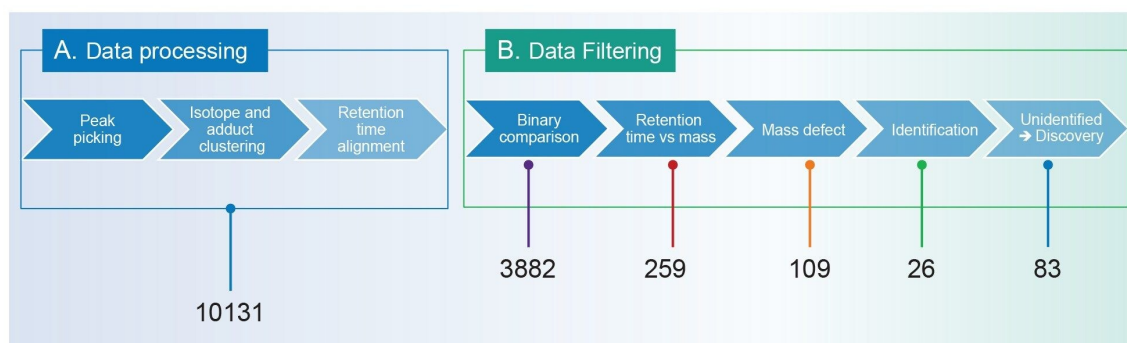 A. Data processing
Peak
picking
Isotope and
adduct
clustering
Retention
time
alignment
10131
B. Data Filtering
Binary
comparison
Retention
time vs mass
Mass defect
Identification
Unidentified
➔ Discovery
3882
259
109
26
83